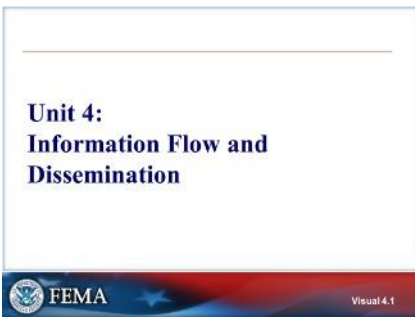 Unit 4:
Information Flow and
Dissemination
FEMA
Visual 4.1